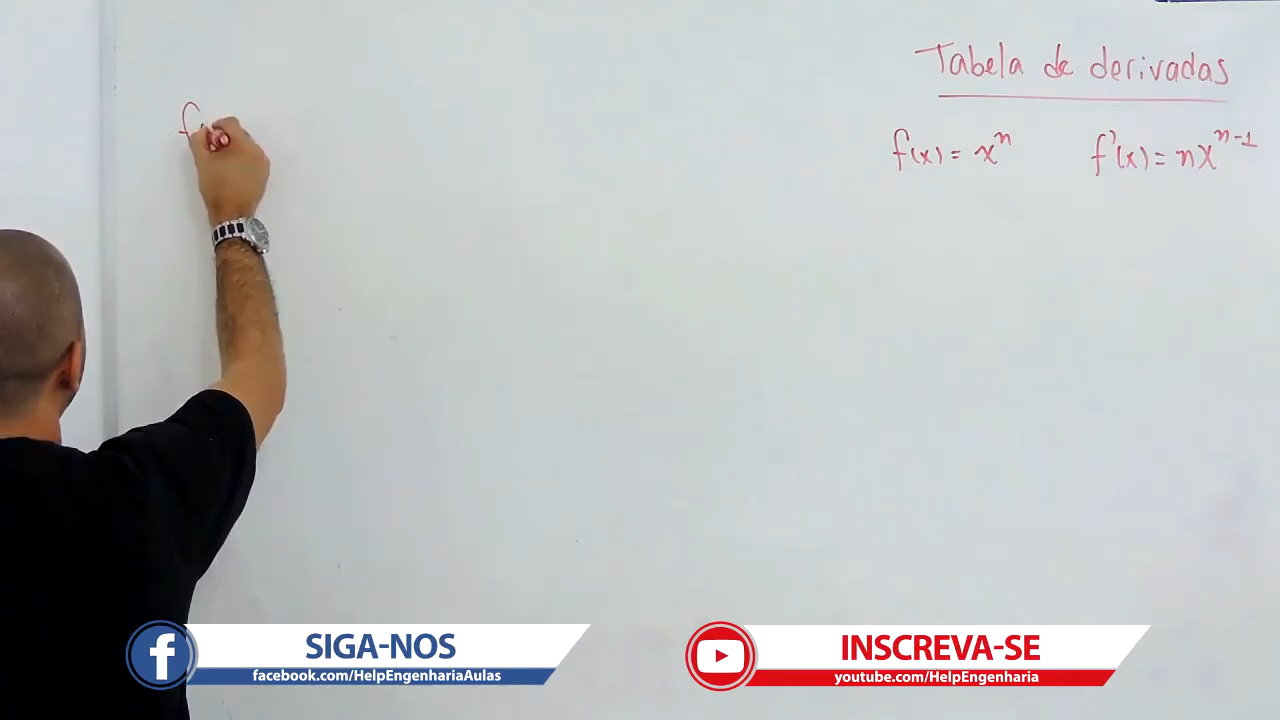 Tabela de derivadas
f(x) = x^n f'(x) = nx^{n-1}
f
SIGA-NOS
facebook.com/HelpEngenhariaAulas
INSCREVA-SE
youtube.com/HelpEngenharia